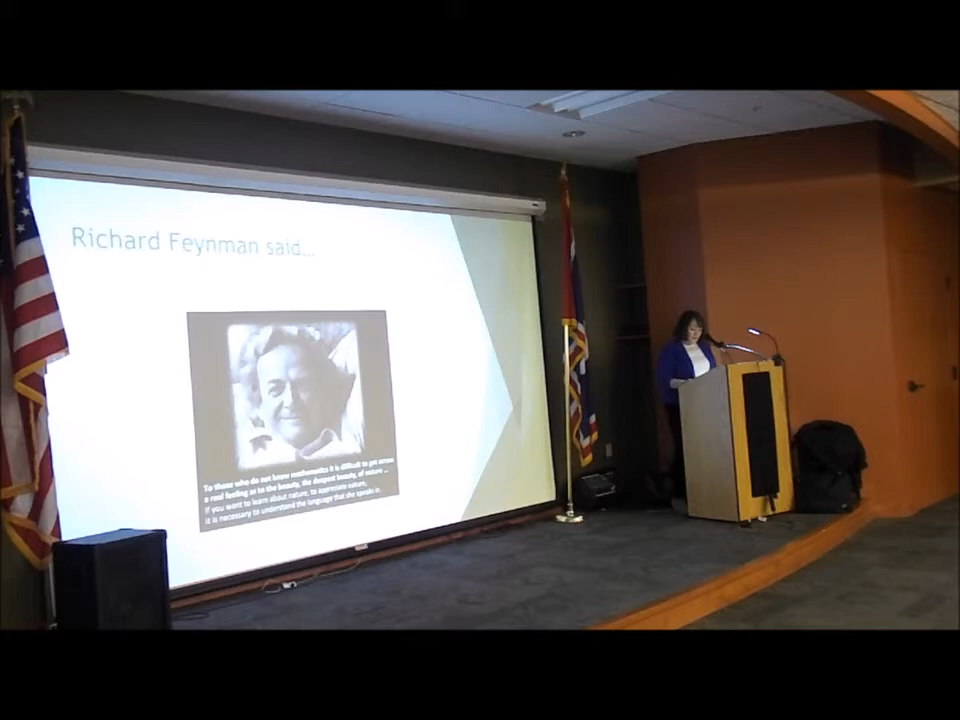 Richard Feynman said...
To those who do not know mathematics it is difficult to get across
a real feeling as to the beauty, the deepest beauty, of nature ...
If you want to learn about nature, to appreciate nature,
it is necessary to understand the language that she speaks in